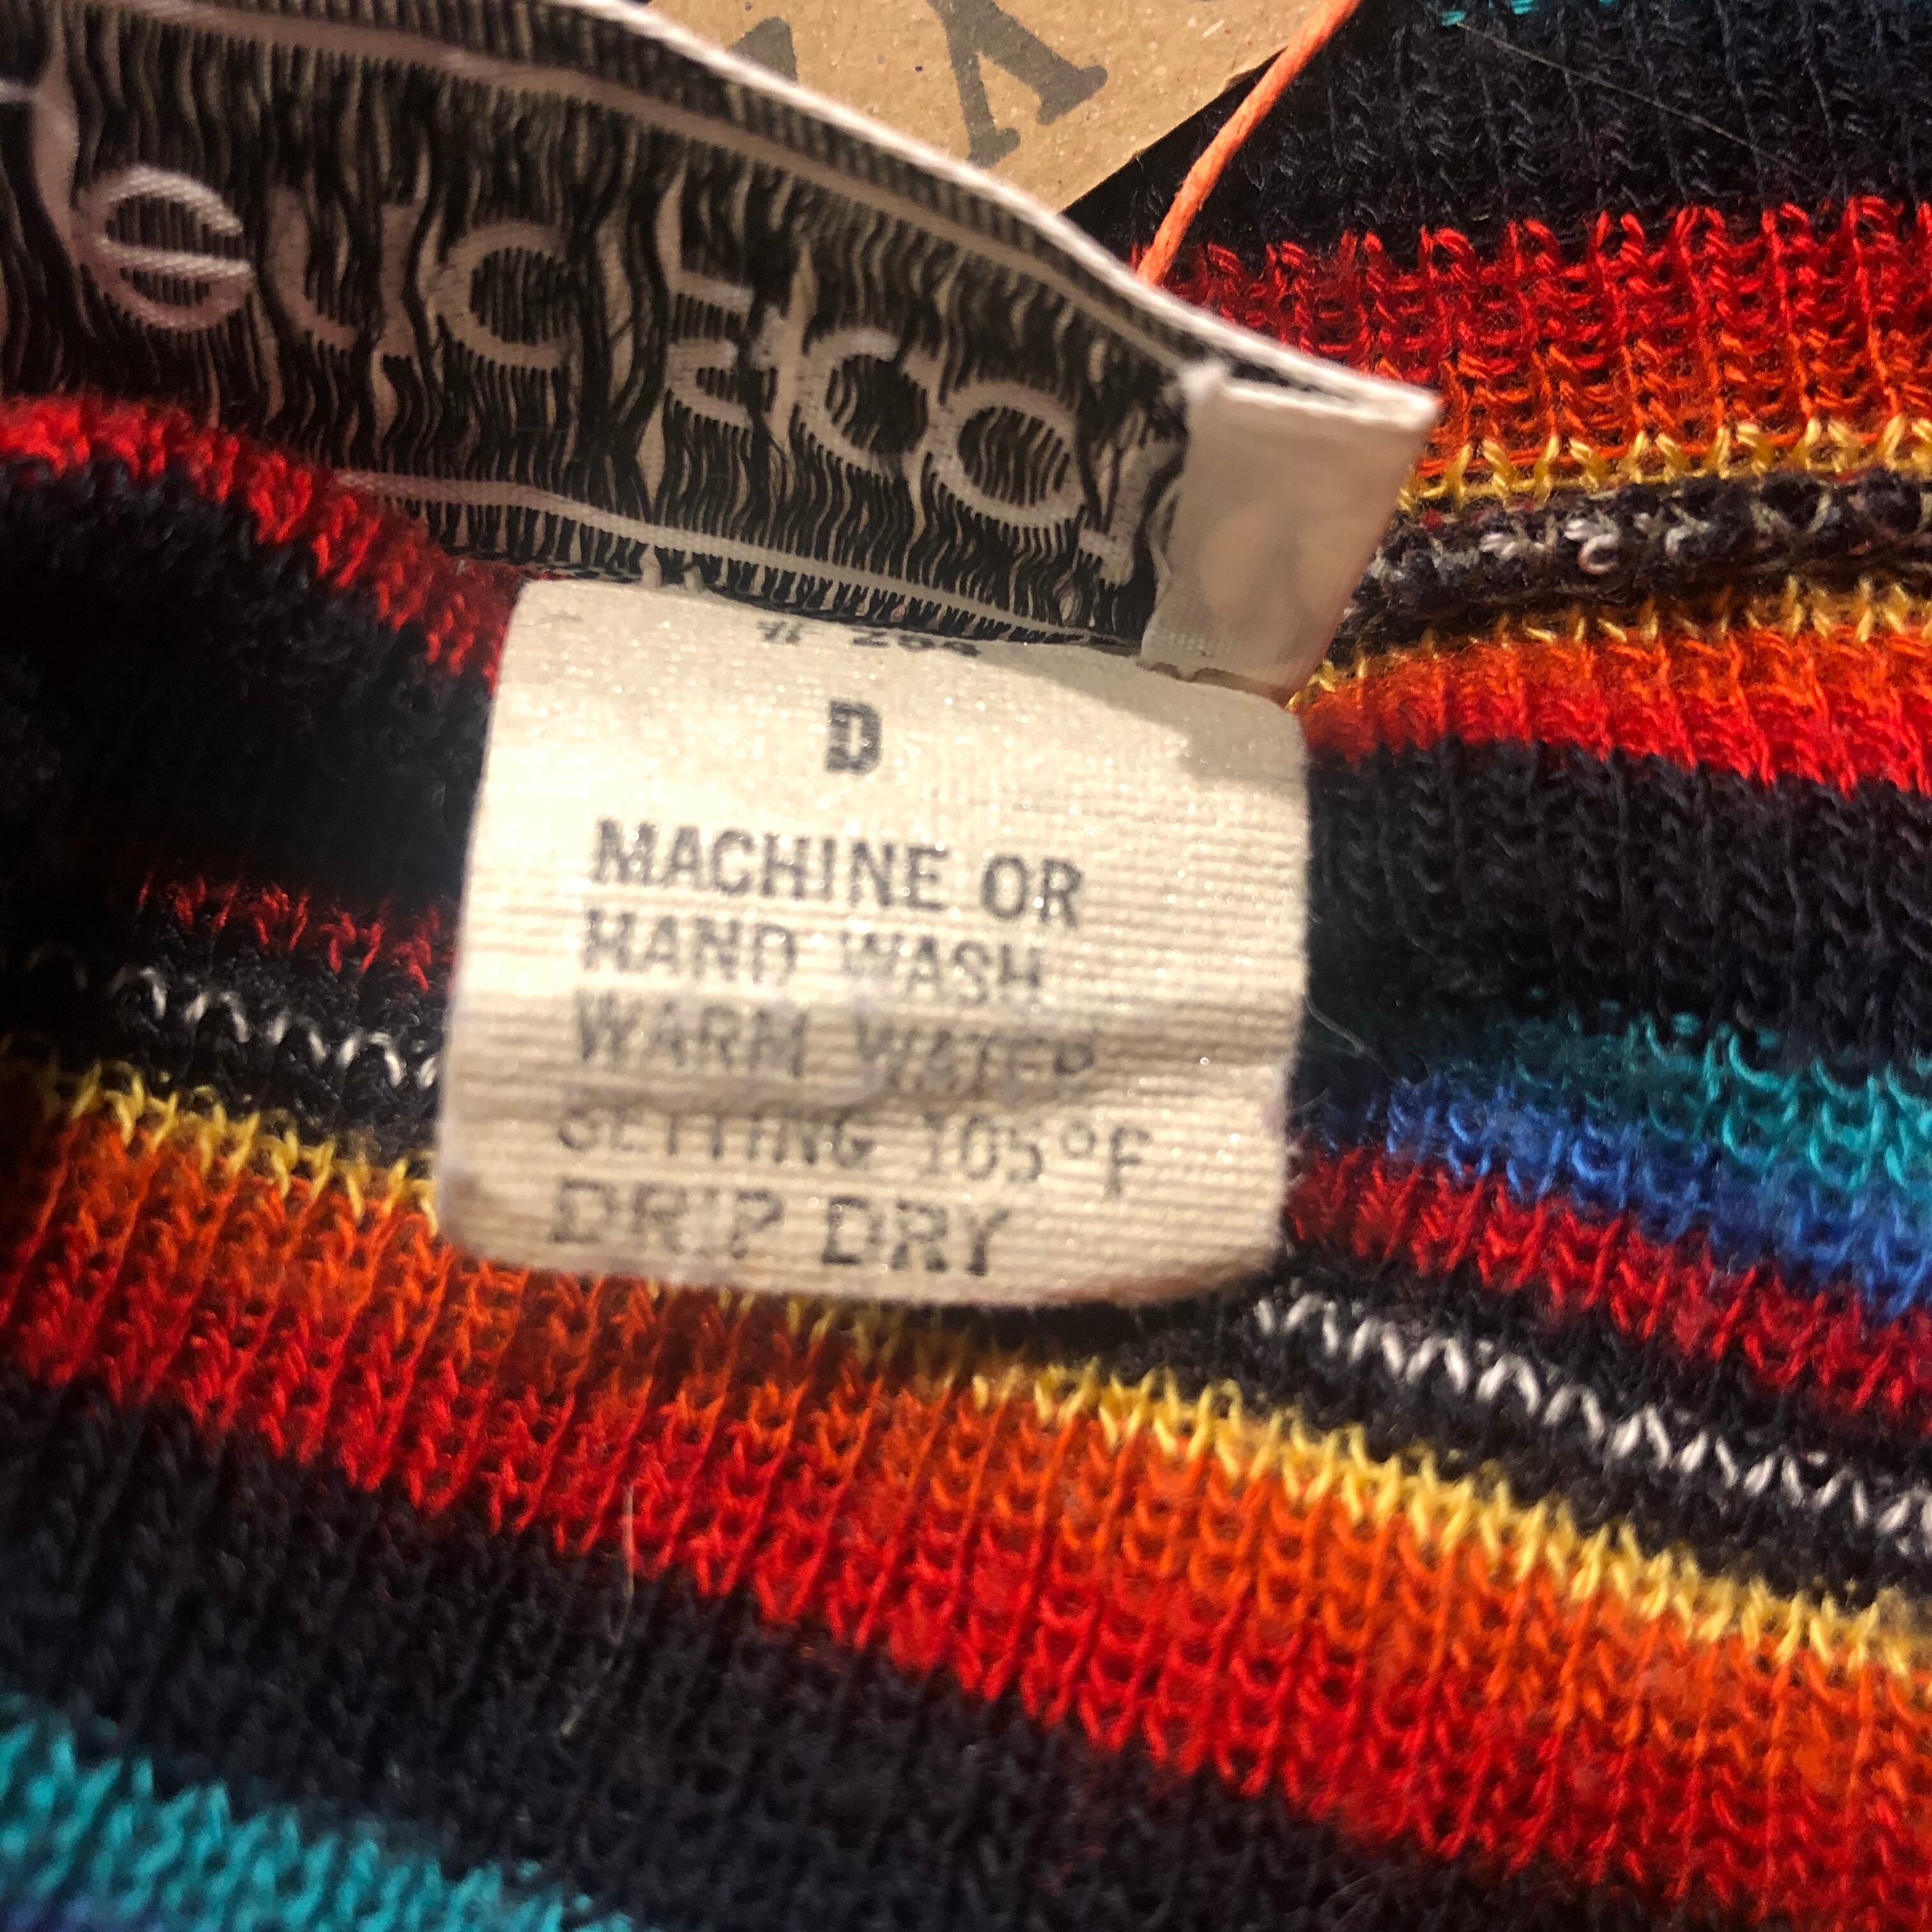 D
MACHINE OR
HAND WASH
WARM WATER
SETTING 105°F
DRIP DRY